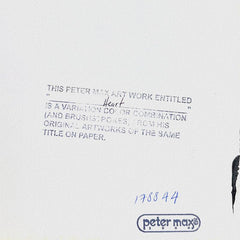 THIS PETER MAX ART WORK ENTITLED
" Heart "
IS A VARIATION COLOR COMBINATION
(AND BRUSHSTROKES) FROM HIS
ORIGINAL ARTWORKS OF THE SAME
TITLE ON PAPER.
178844
peter max®